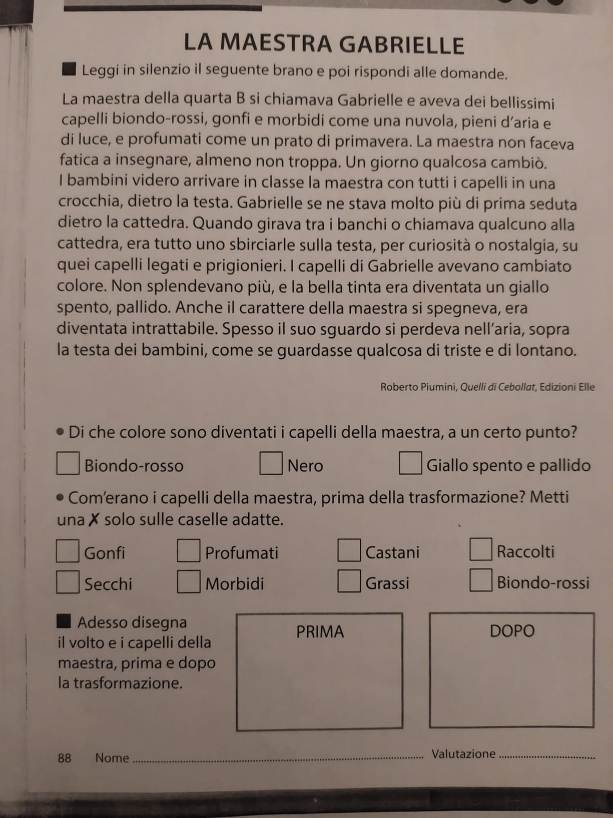 LA MAESTRA GABRIELLE
Leggi in silenzio il seguente brano e poi rispondi alle domande.
La maestra della quarta B si chiamava Gabrielle e aveva dei bellissimi
capelli biondo-rossi, gonfi e morbidi come una nuvola, pieni d'aria e
di luce, e profumati come un prato di primavera. La maestra non faceva
fatica a insegnare, almeno non troppa. Un giorno qualcosa cambiò.
I bambini videro arrivare in classe la maestra con tutti i capelli in una
crocchia, dietro la testa. Gabrielle se ne stava molto più di prima seduta
dietro la cattedra. Quando girava tra i banchi o chiamava qualcuno alla
cattedra, era tutto uno sbirciarle sulla testa, per curiosità o nostalgia, su
quei capelli legati e prigionieri. I capelli di Gabrielle avevano cambiato
colore. Non splendevano più, e la bella tinta era diventata un giallo
spento, pallido. Anche il carattere della maestra si spegneva, era
diventata intrattabile. Spesso il suo sguardo si perdeva nell'aria, sopra
la testa dei bambini, come se guardasse qualcosa di triste e di lontano.
Roberto Piumini, Quelli di Cebollat, Edizioni Elle
• Di che colore sono diventati i capelli della maestra, a un certo punto?
Biondo-rosso Nero Giallo spento e pallido
• Com'erano i capelli della maestra, prima della trasformazione? Metti
una ✗ solo sulle caselle adatte.
Gonfi Profumati Castani Raccolti
Secchi Morbidi Grassi Biondo-rossi
Adesso disegna
il volto e i capelli della
maestra, prima e dopo
la trasformazione.
PRIMA
DOPO
88 Nome Valutazione